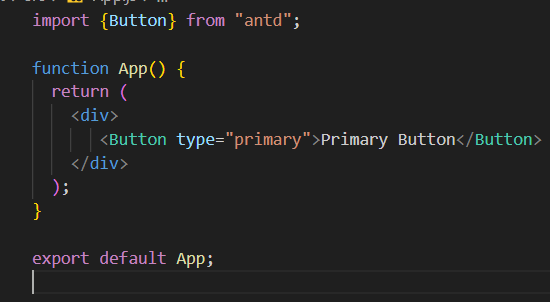 import {Button} from "antd";
function App() {
return (
<div>
<Button type="primary">Primary Button</Button>
</div>
);
}
export default App;